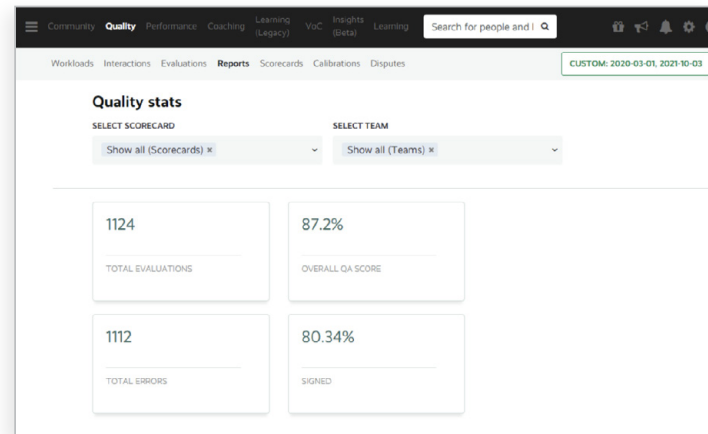 Community Quality Performance Coaching Learning (Legacy) VoC Insights (Beta) Learning Search for people and l
Workloads Interactions Evaluations Reports Scorecards Calibrations Disputes CUSTOM: 2020-03-01, 2021-10-03
Quality stats
SELECT SCORECARD SELECT TEAM
Show all (Scorecards) × Show all (Teams) ×
1124 87.2%
TOTAL EVALUATIONS OVERALL QA SCORE
1112 80.34%
TOTAL ERRORS SIGNED